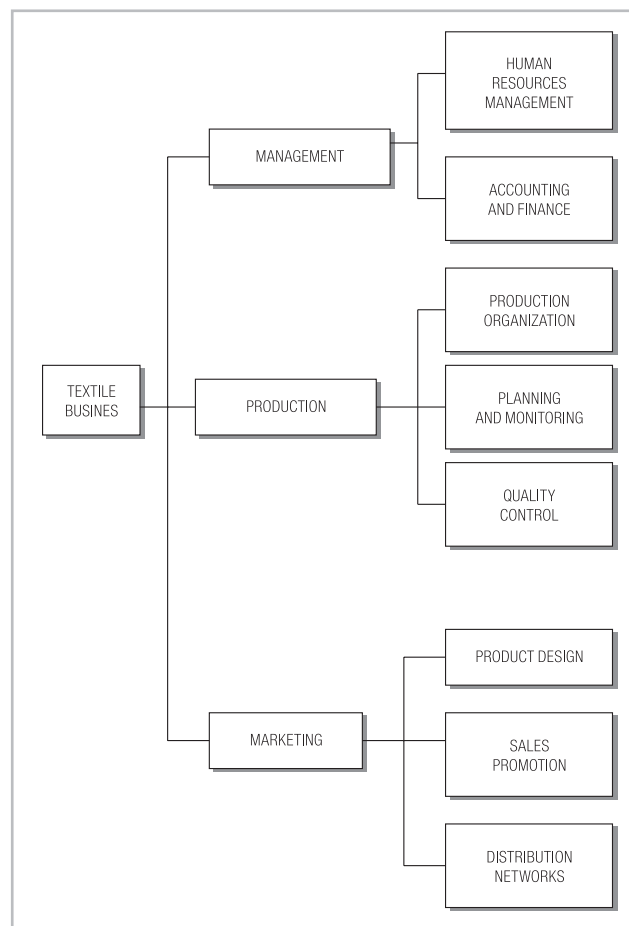 HUMAN
RESOURCES
MANAGEMENT
MANAGEMENT
ACCOUNTING
AND FINANCE
PRODUCTION
ORGANIZATION
TEXTILE
BUSINES
PRODUCTION
PLANNING
AND MONITORING
QUALITY
CONTROL
PRODUCT DESIGN
MARKETING
SALES
PROMOTION
DISTRIBUTION
NETWORKS